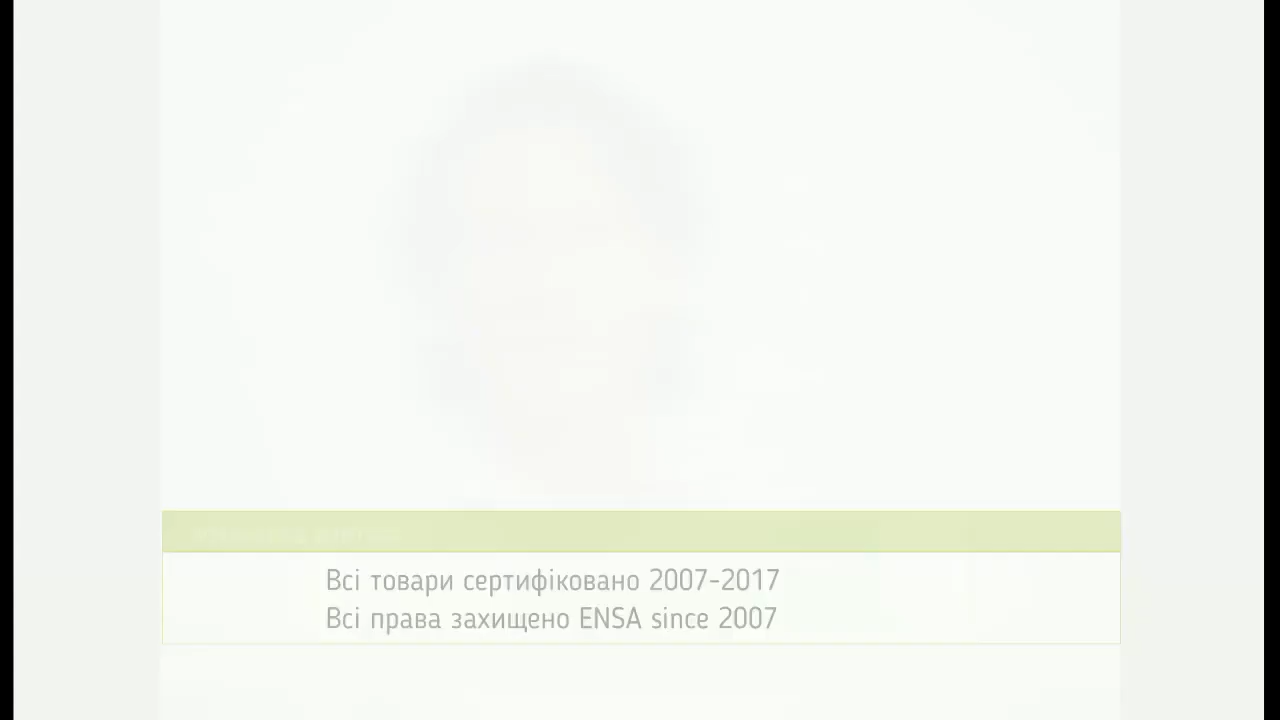 Всі товари сертифіковано 2007-2017
Всі права захищено ENSA since 2007